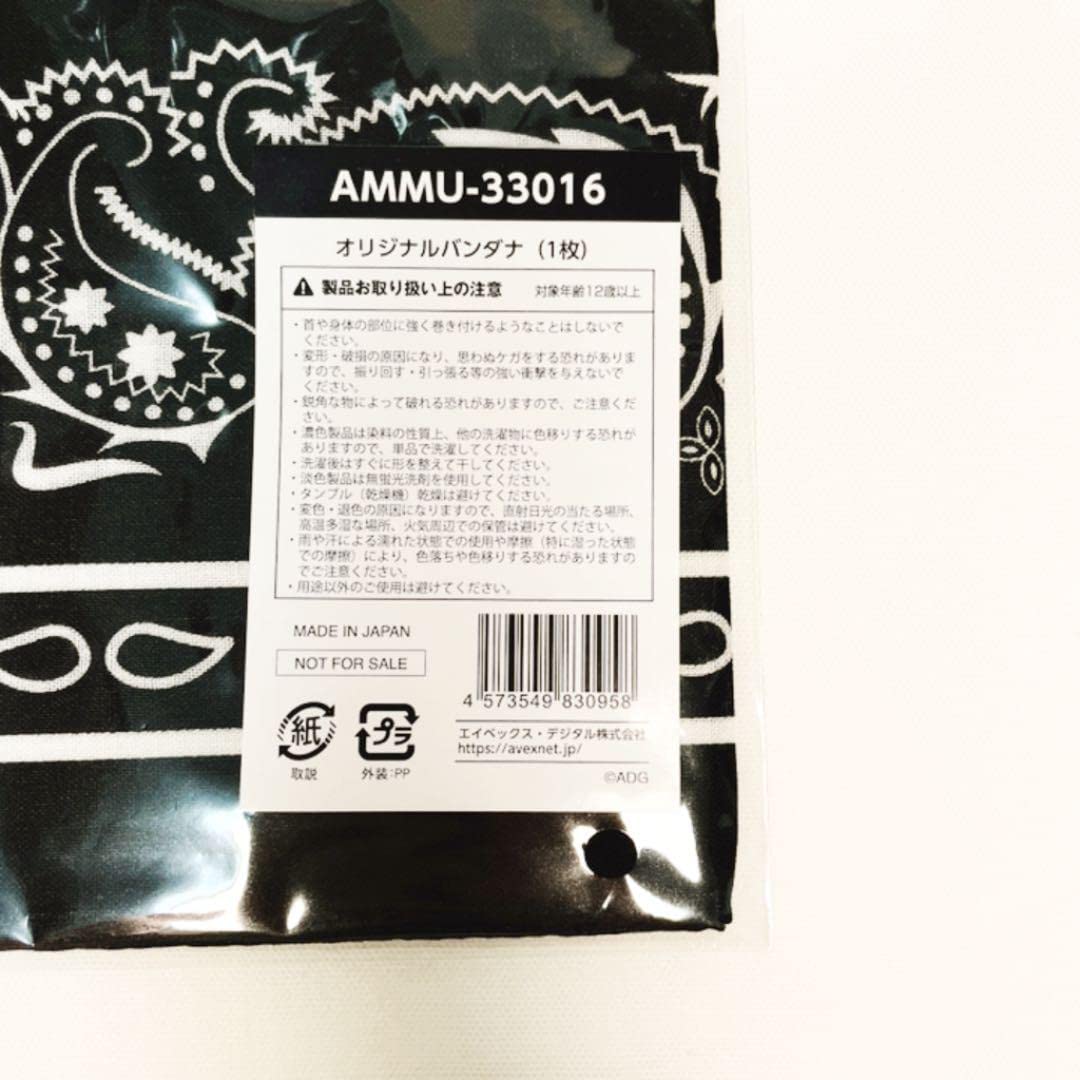 AMMU-33016
オリジナルバンダナ（1枚）
製品お取り扱い上の注意 対象年齢12歳以上
・首や身体の部位に強く巻き付けるようなことはしないで
ください。
・変形・破損の原因になり、思わぬケガをする恐れがありま
すので、振り回す・引っ張る等の強い衝撃を与えないで
ください。
・鋭角な物によって破れる恐れがありますので、ご注意くだ
さい。
・濃色製品は染料の性質上、他の洗濯物に色移りする恐れが
ありますので、単品で洗濯してください。
・洗濯後はすぐに形を整えて干してください。
・淡色製品は無蛍光洗剤を使用してください。
・タンブル（乾燥機）乾燥は避けてください。
・変色・退色の原因になりますので、直射日光の当たる場所、
高温多湿な場所、火気周辺での保管は避けてください。
・雨や汗による濡れた状態での使用や摩擦（特に湿った状態
での摩擦）により、色落ちや色移りする恐れがありますの
でご注意ください。
・用途以外のご使用は避けてください。
MADE IN JAPAN
NOT FOR SALE
4 573549 830958
紙
プラ
取説
外装:PP
エイベックス・デジタル株式会社
https://avexnet.jp/
©ADG